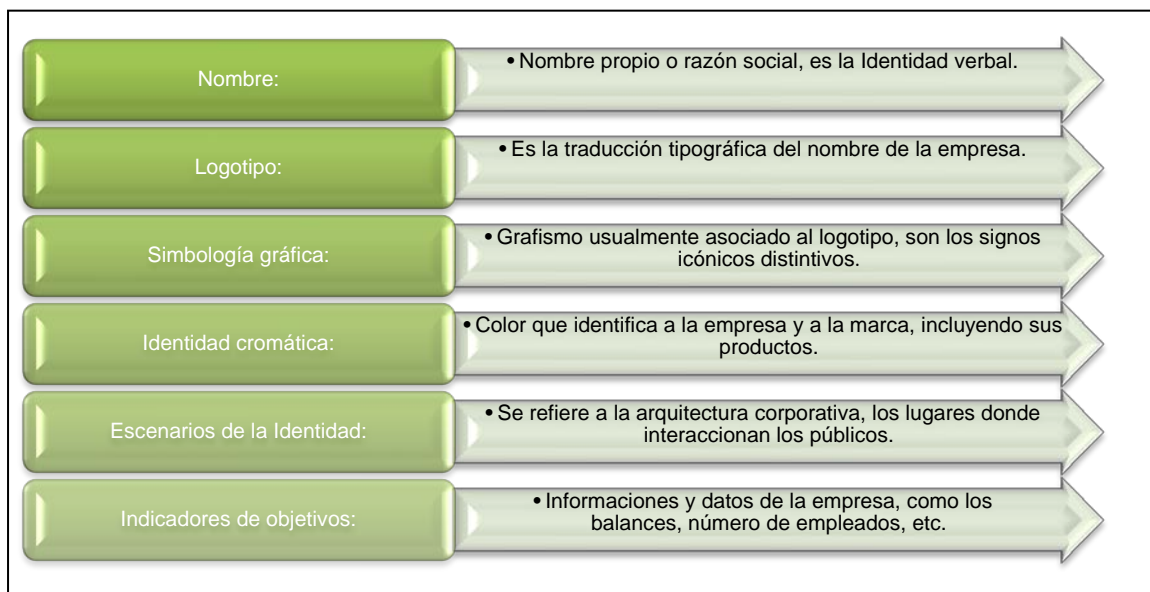 Nombre:
• Nombre propio o razón social, es la Identidad verbal.
Logotipo:
• Es la traducción tipográfica del nombre de la empresa.
Simbología gráfica:
• Grafismo usualmente asociado al logotipo, son los signos
icónicos distintivos.
Identidad cromática:
• Color que identifica a la empresa y a la marca, incluyendo sus
productos.
Escenarios de la Identidad:
• Se refiere a la arquitectura corporativa, los lugares donde
interaccionan los públicos.
Indicadores de objetivos:
• Informaciones y datos de la empresa, como los
balances, número de empleados, etc.